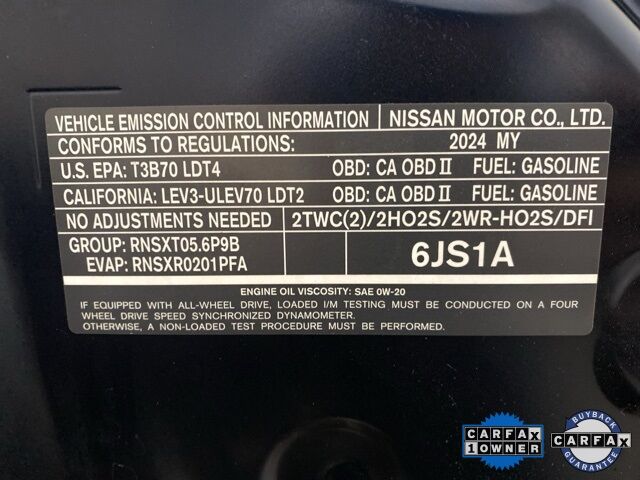 VEHICLE EMISSION CONTROL INFORMATION NISSAN MOTOR CO., LTD.
CONFORMS TO REGULATIONS: 2024 MY
U.S. EPA: T3B70 LDT4 OBD: CA OBD II FUEL: GASOLINE
CALIFORNIA: LEV3-ULEV70 LDT2 OBD: CA OBD II FUEL: GASOLINE
NO ADJUSTMENTS NEEDED 2TWC(2)/2HO2S/2WR-HO2S/DFI
GROUP: RNSXT05.6P9B
EVAP: RNSXR0201PFA
6JS1A
ENGINE OIL VISCOSITY: SAE 0W-20
IF EQUIPPED WITH ALL-WHEEL DRIVE, LOADED I/M TESTING MUST BE CONDUCTED ON A FOUR
WHEEL DRIVE SPEED SYNCHRONIZED DYNAMOMETER.
OTHERWISE, A NON-LOADED TEST PROCEDURE MUST BE PERFORMED.
CARFAX
1 OWNER
BUYBACK
CARFAX
GUARANTEE